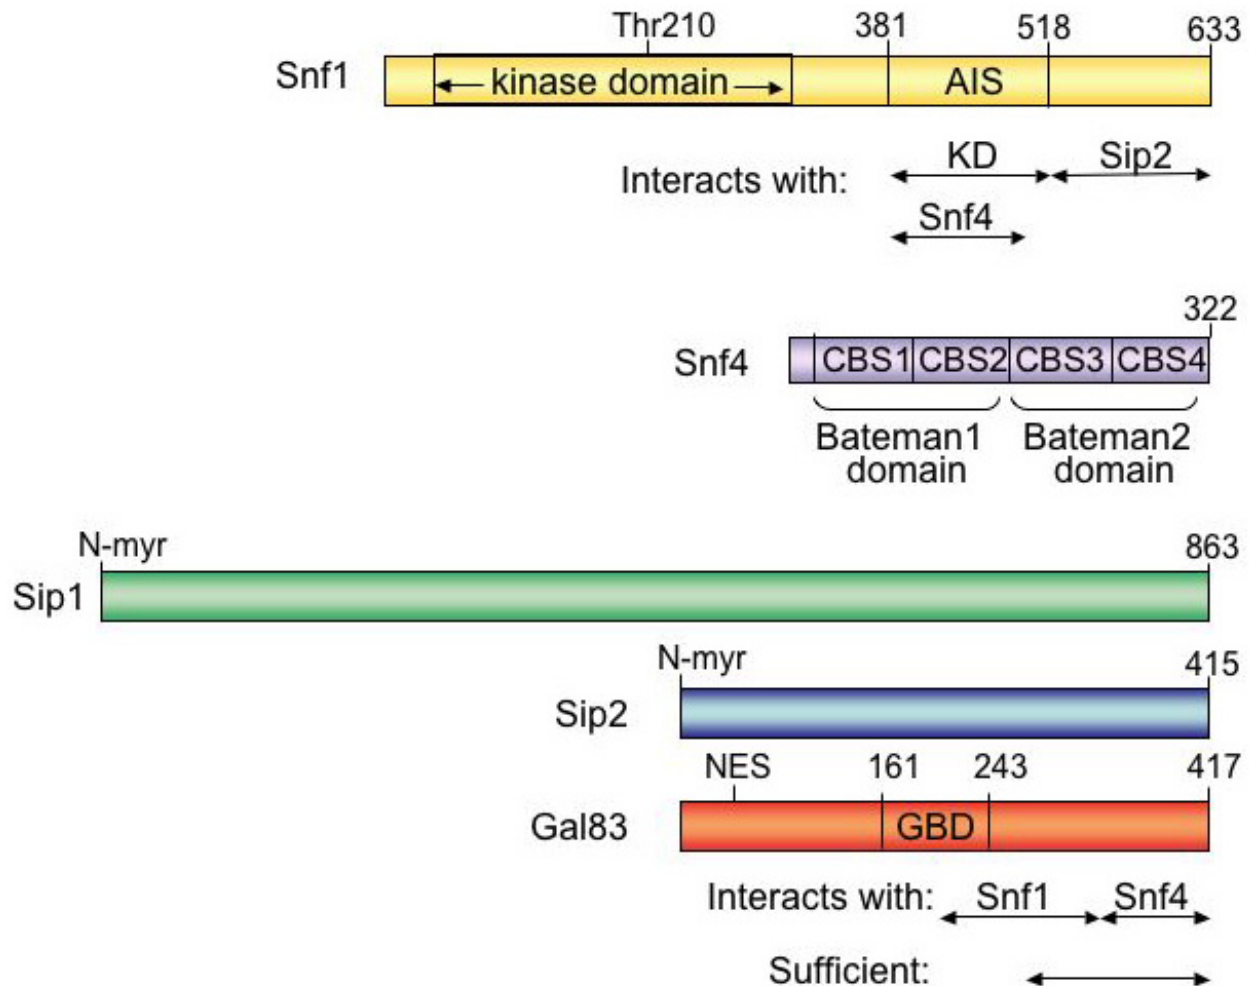 Thr210 381 518 633
Snf1 kinase domain AIS
KD Sip2
Interacts with:
Snf4
322
Snf4 CBS1 CBS2 CBS3 CBS4
Bateman1 Bateman2
domain domain
N-myr 863
Sip1
N-myr 415
Sip2
NES 161 243 417
Gal83 GBD
Interacts with: Snf1 Snf4
Sufficient: